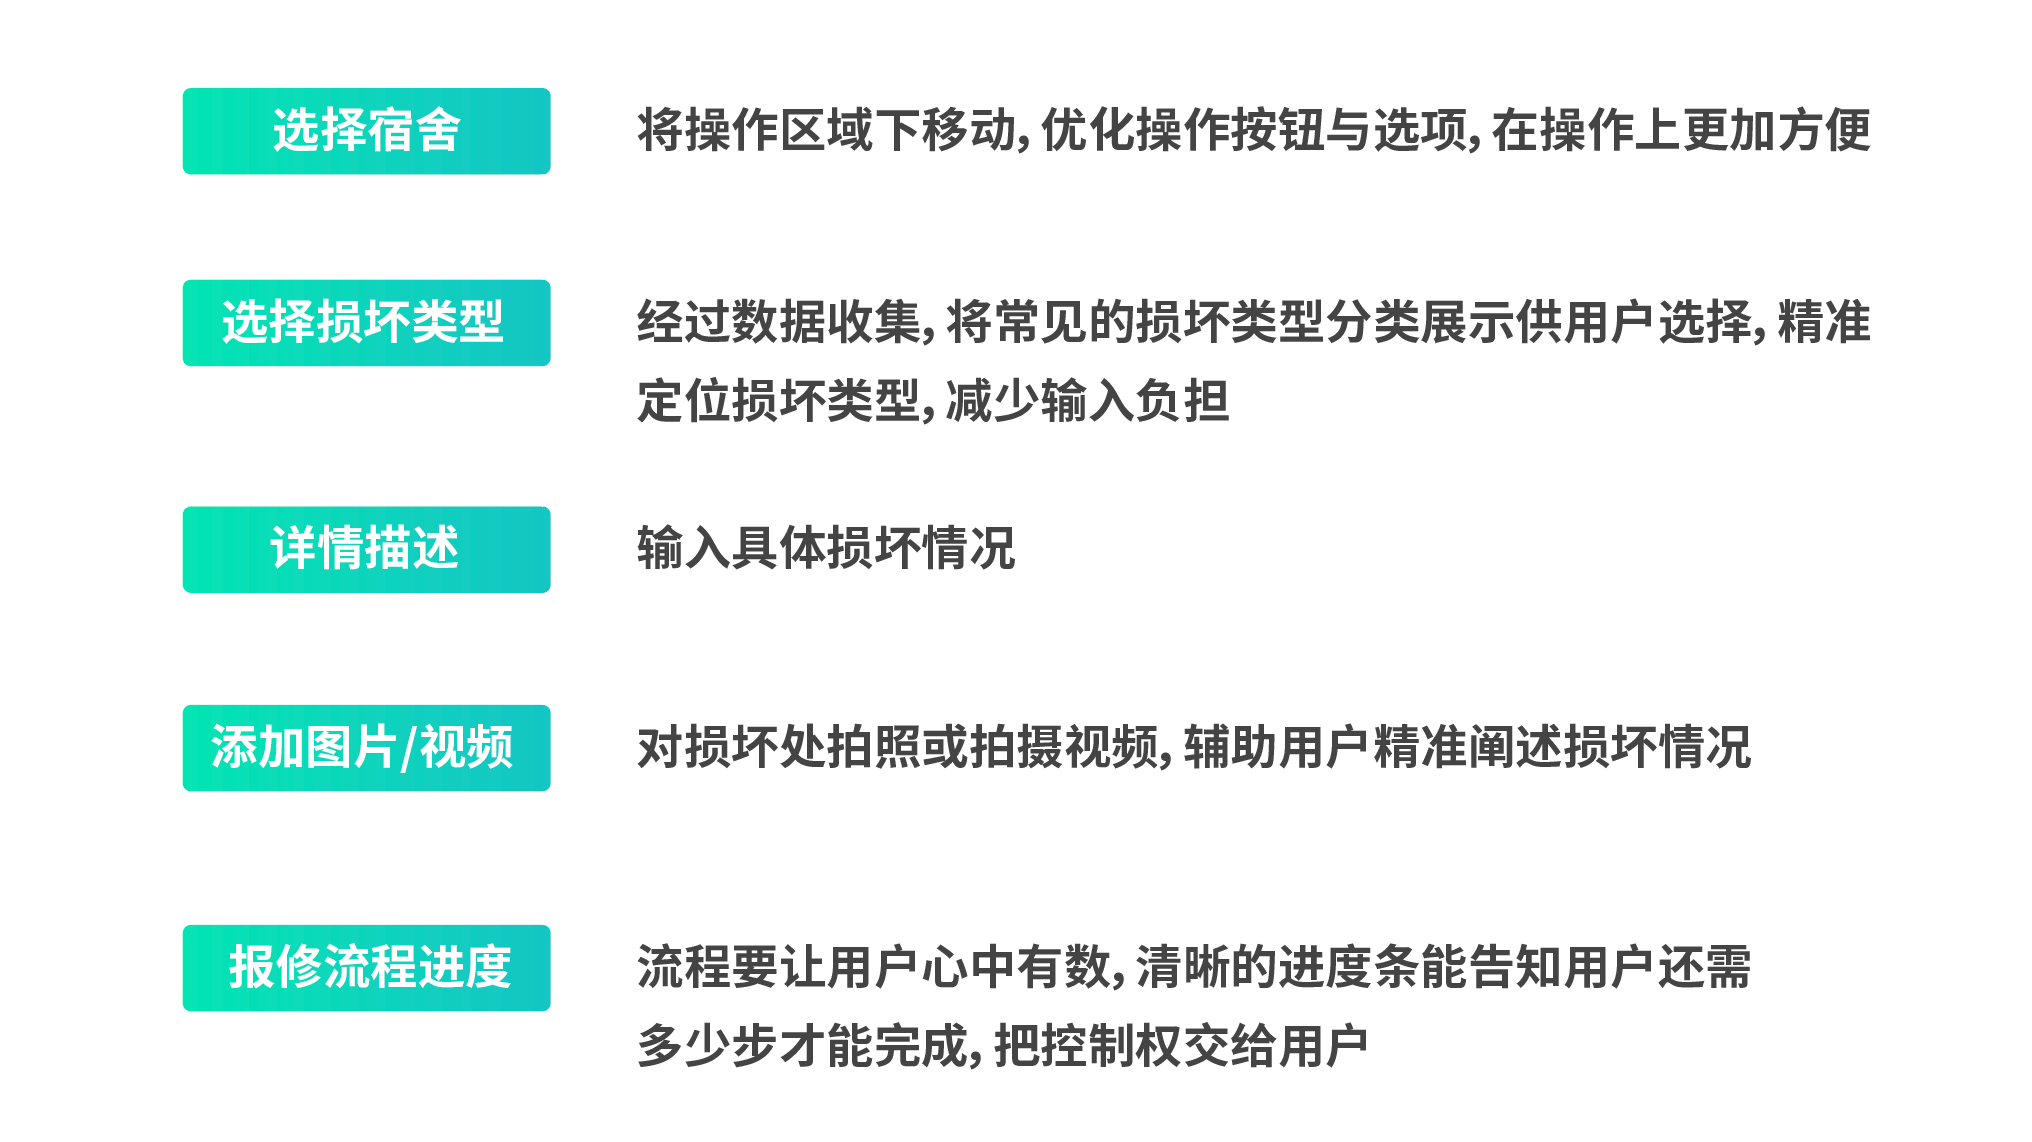 选择宿舍
将操作区域下移动，优化操作按钮与选项，在操作上更加方便
选择损坏类型
经过数据收集，将常见的损坏类型分类展示供用户选择，精准
定位损坏类型，减少输入负担
详情描述
输入具体损坏情况
添加图片/视频
对损坏处拍照或拍摄视频，辅助用户精准阐述损坏情况
报修流程进度
流程要让用户心中有数，清晰的进度条能告知用户还需
多少步才能完成，把控制权交给用户